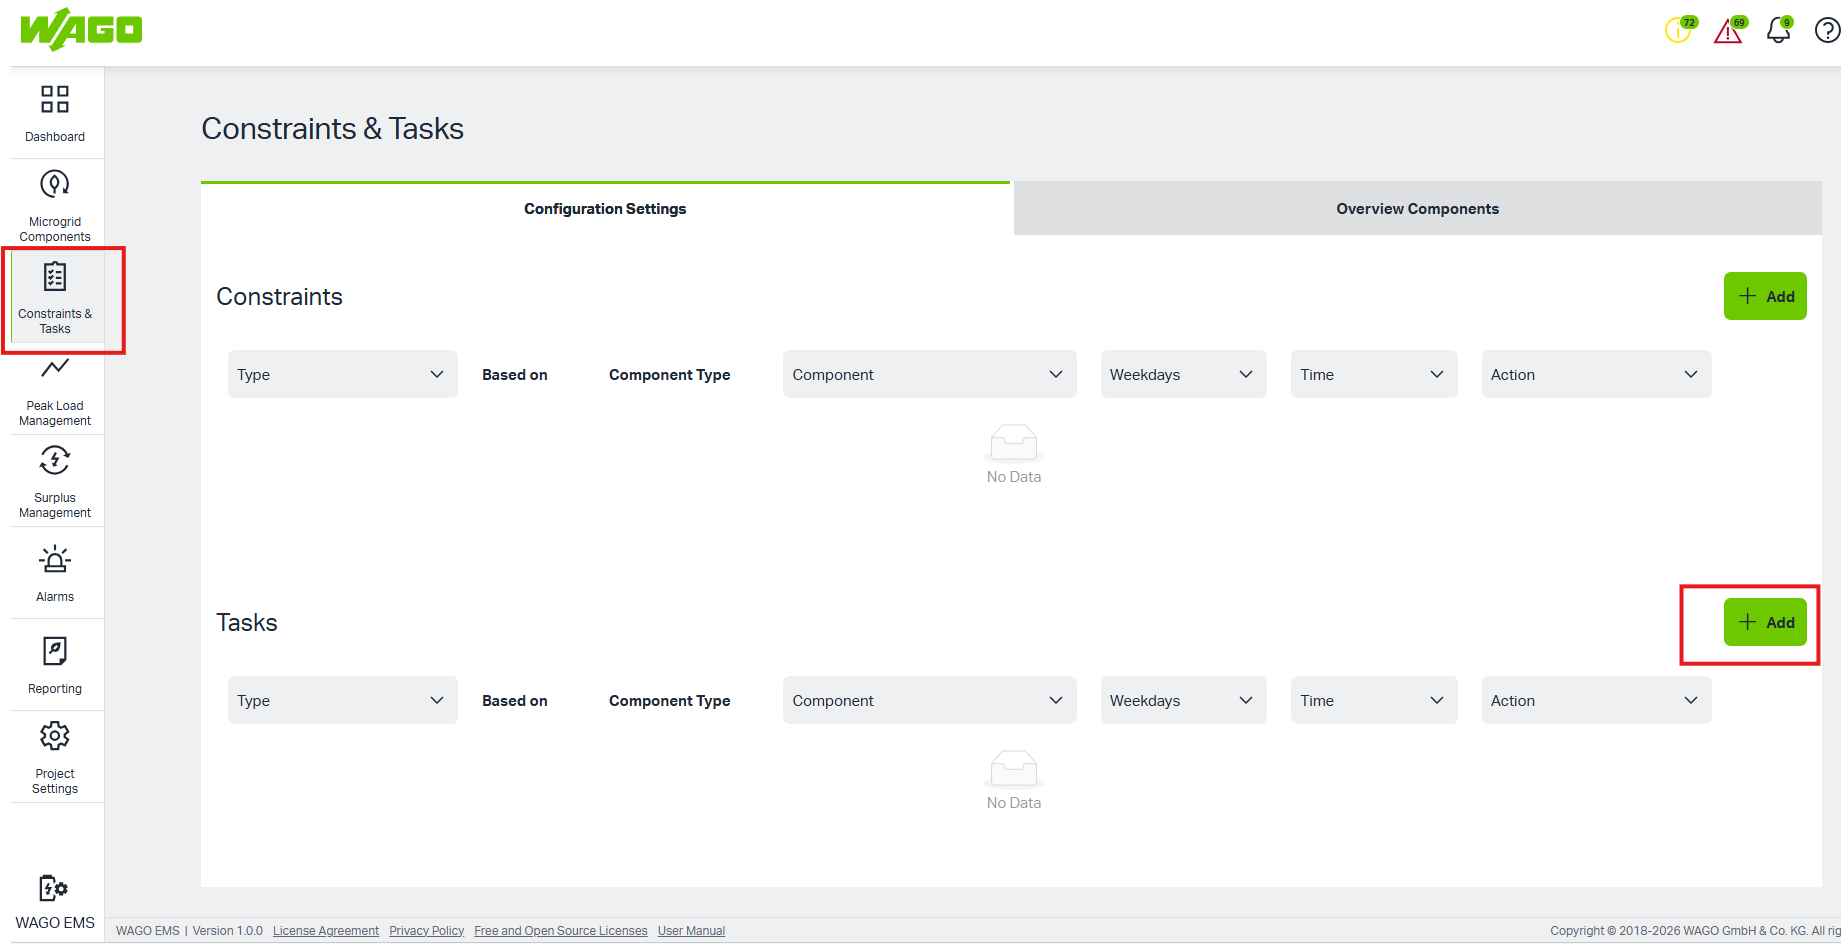 WAGO
72
69
9
Dashboard
Microgrid
Components
Constraints &
Tasks
Peak Load
Management
Surplus
Management
Alarms
Reporting
Project
Settings
WAGO EMS
Constraints & Tasks
Configuration Settings
Overview Components
Constraints
Add
Type
Based on
Component Type
Component
Weekdays
Time
Action
No Data
Tasks
Add
Type
Based on
Component Type
Component
Weekdays
Time
Action
No Data
WAGO EMS | Version 1.0.0 License Agreement Privacy Policy Free and Open Source Licenses User Manual
Copyright © 2018-2026 WAGO GmbH & Co. KG. All rig